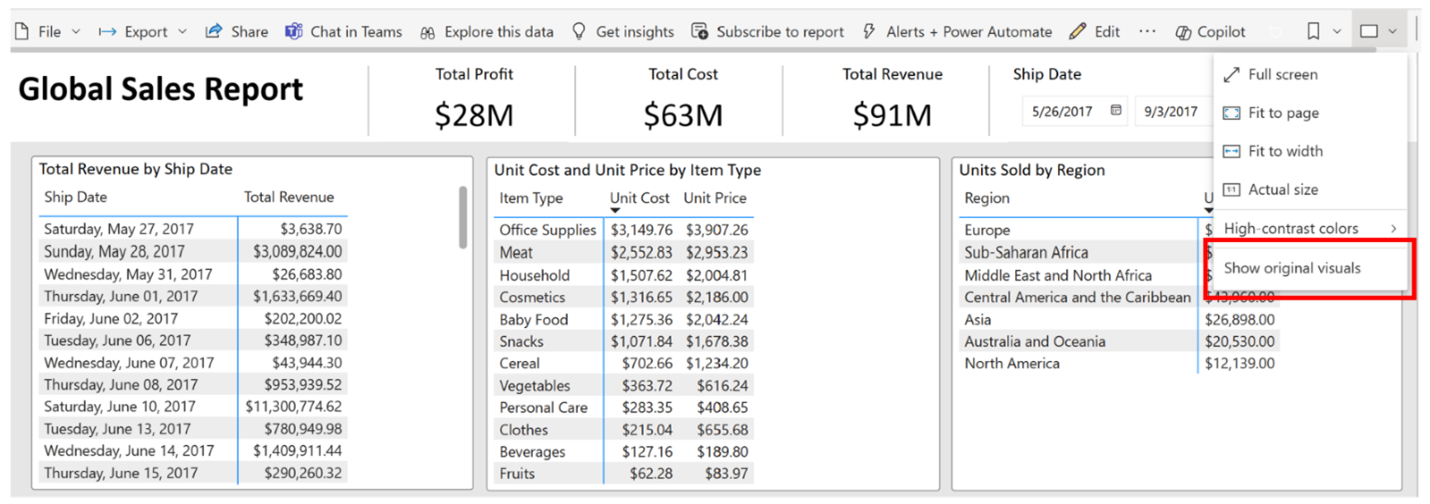 File Export Share Chat in Teams Explore this data Get insights Subscribe to report Alerts + Power Automate Edit ··· Copilot
Global Sales Report
Total Profit
$28M
Total Cost
$63M
Total Revenue
$91M
Ship Date
5/26/2017 9/3/2017
Full screen
Fit to page
Fit to width
1:1 Actual size
High-contrast colors >
Show original visuals
Total Revenue by Ship Date
Ship Date Total Revenue
Saturday, May 27, 2017 $3,638.70
Sunday, May 28, 2017 $3,089,824.00
Wednesday, May 31, 2017 $26,683.80
Thursday, June 01, 2017 $1,633,669.40
Friday, June 02, 2017 $202,200.02
Tuesday, June 06, 2017 $348,987.10
Wednesday, June 07, 2017 $43,944.30
Thursday, June 08, 2017 $953,939.52
Saturday, June 10, 2017 $11,300,774.62
Tuesday, June 13, 2017 $780,949.98
Wednesday, June 14, 2017 $1,409,911.44
Thursday, June 15, 2017 $290,260.32
Unit Cost and Unit Price by Item Type
Item Type Unit Cost Unit Price
Office Supplies $3,149.76 $3,907.26
Meat $2,552.83 $2,953.23
Household $1,507.62 $2,004.81
Cosmetics $1,316.65 $2,186.00
Baby Food $1,275.36 $2,042.24
Snacks $1,071.84 $1,678.38
Cereal $702.66 $1,234.20
Vegetables $363.72 $616.24
Personal Care $283.35 $408.65
Clothes $215.04 $655.68
Beverages $127.16 $189.80
Fruits $62.28 $83.97
Units Sold by Region
Region
Europe
Sub-Saharan Africa
Middle East and North Africa
Central America and the Caribbean $43,960.00
Asia $26,898.00
Australia and Oceania $20,530.00
North America $12,139.00